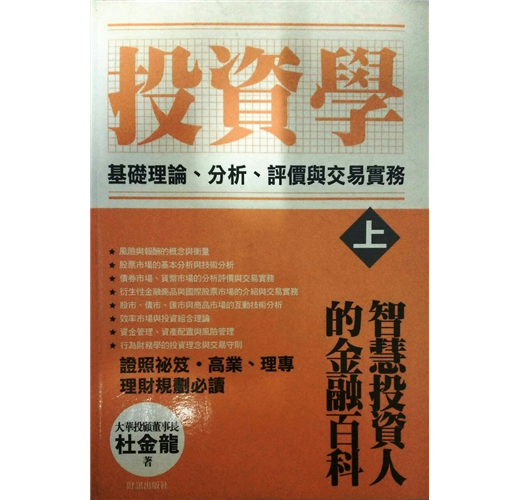 投資學
基礎理論、分析、評價與交易實務
上
★ 風險與報酬的概念與衡量
★ 股票市場的基本分析與技術分析
★ 債券市場、貨幣市場的分析評價與交易實務
★ 衍生性金融商品與國際股票市場的介紹與交易實務
★ 股市、債市、匯市與商品市場的互動技術分析
★ 效率市場與投資組合理論
★ 資金管理、資產配置與風險管理
★ 行為財務學的投資理念與交易守則
智慧投資人
的金融百科
證照祕笈・高業、理專
理財規劃必讀
大華投顧董事長
杜金龍
著
財訊出版社